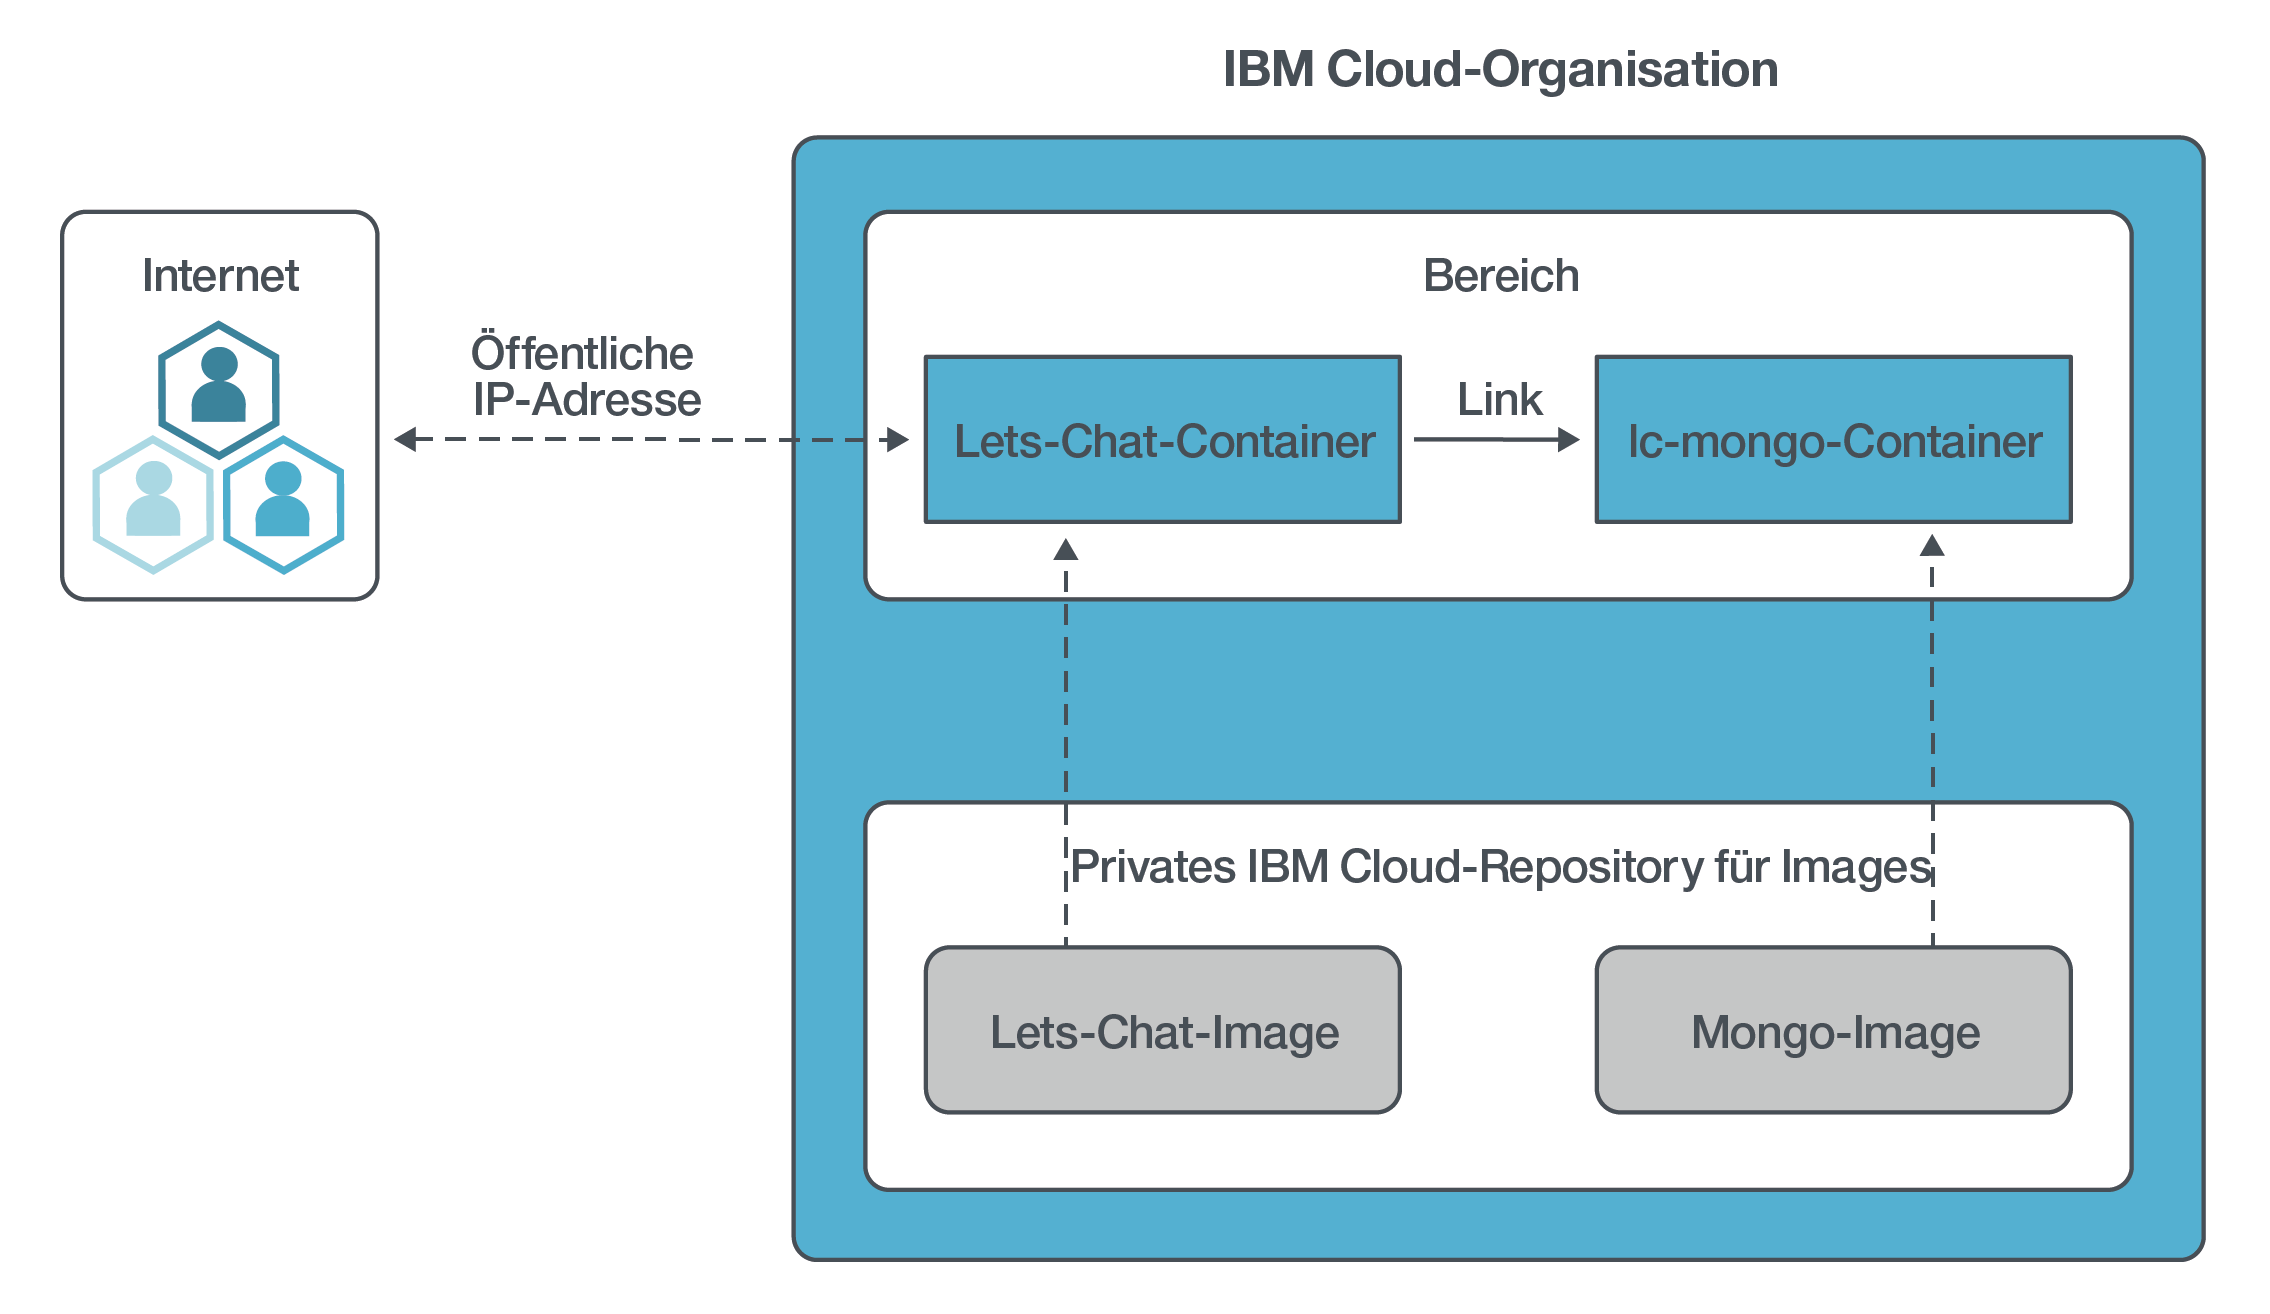 IBM Cloud-Organisation
Internet
Öffentliche
IP-Adresse
Bereich
Lets-Chat-Container
Link
lc-mongo-Container
Privates IBM Cloud-Repository für Images
Lets-Chat-Image
Mongo-Image